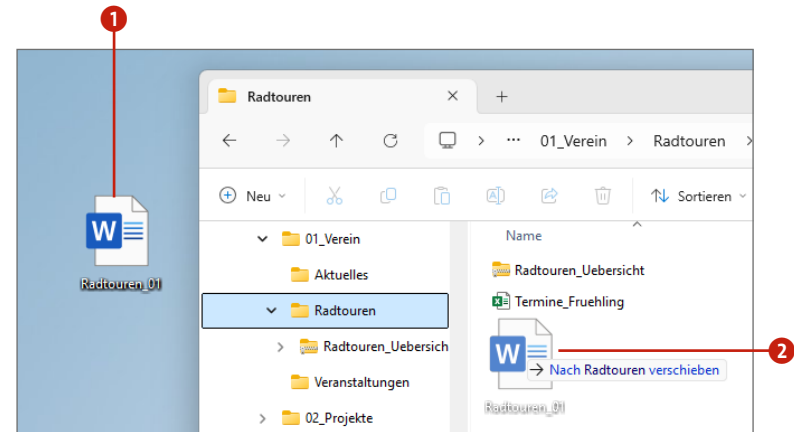 1
Radtouren
01_Verein > Radtouren >
Neu
Sortieren
01_Verein
Aktuelles
Radtouren
Radtouren_Uebersich
Veranstaltungen
02_Projekte
Name
Radtouren_Uebersicht
Termine_Fruehling
W
Nach Radtouren verschieben
Radtouren_01
2
W
Radtouren_01